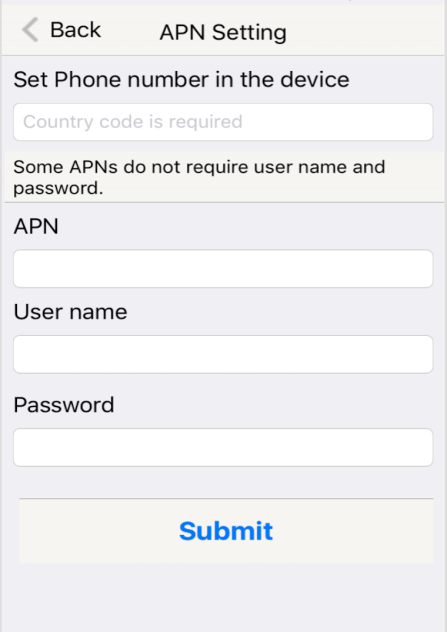 Back
APN Setting
Set Phone number in the device
Country code is required
Some APNs do not require user name and
password.
APN
User name
Password
Submit